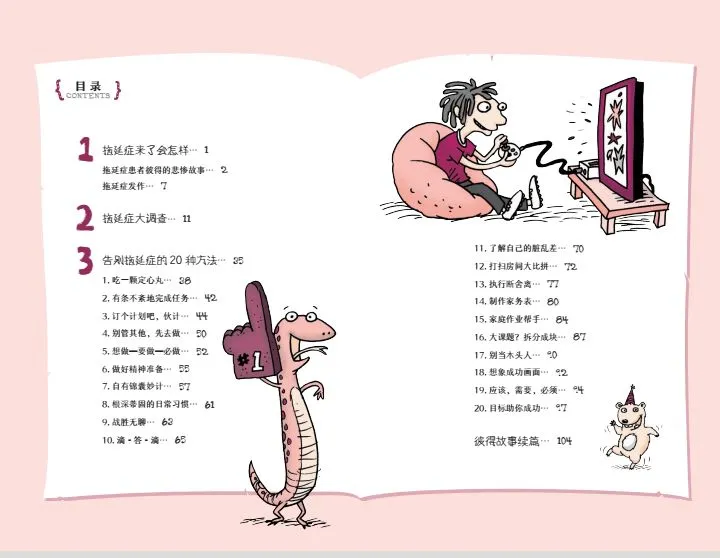 目录
CONTENTS
1 拖延症来了会怎样… 1
拖延症患者彼得的悲惨故事… 2
拖延症发作… 7
2 拖延症大调查… 11
3 告别拖延症的 20 种方法… 35
1. 吃一颗定心丸… 38
2. 有条不紊地完成任务… 42
3. 订个计划吧，伙计… 44
4. 别管其他，先去做… 50
5. 想做—要做—必做… 52
6. 做好精神准备… 55
7. 自有锦囊妙计… 57
8. 根深蒂固的日常习惯… 61
9. 战胜无聊… 63
10. 滴·答·滴… 65
#1
11. 了解自己的脏乱差… 70
12. 打扫房间大比拼… 72
13. 执行断舍离… 77
14. 制作家务表… 80
15. 家庭作业帮手… 84
16. 大课题？拆分成块… 87
17. 别当木头人… 90
18. 想象成功画面… 92
19. 应该，需要，必须… 94
20. 目标助你成功… 97
彼得故事续篇… 104